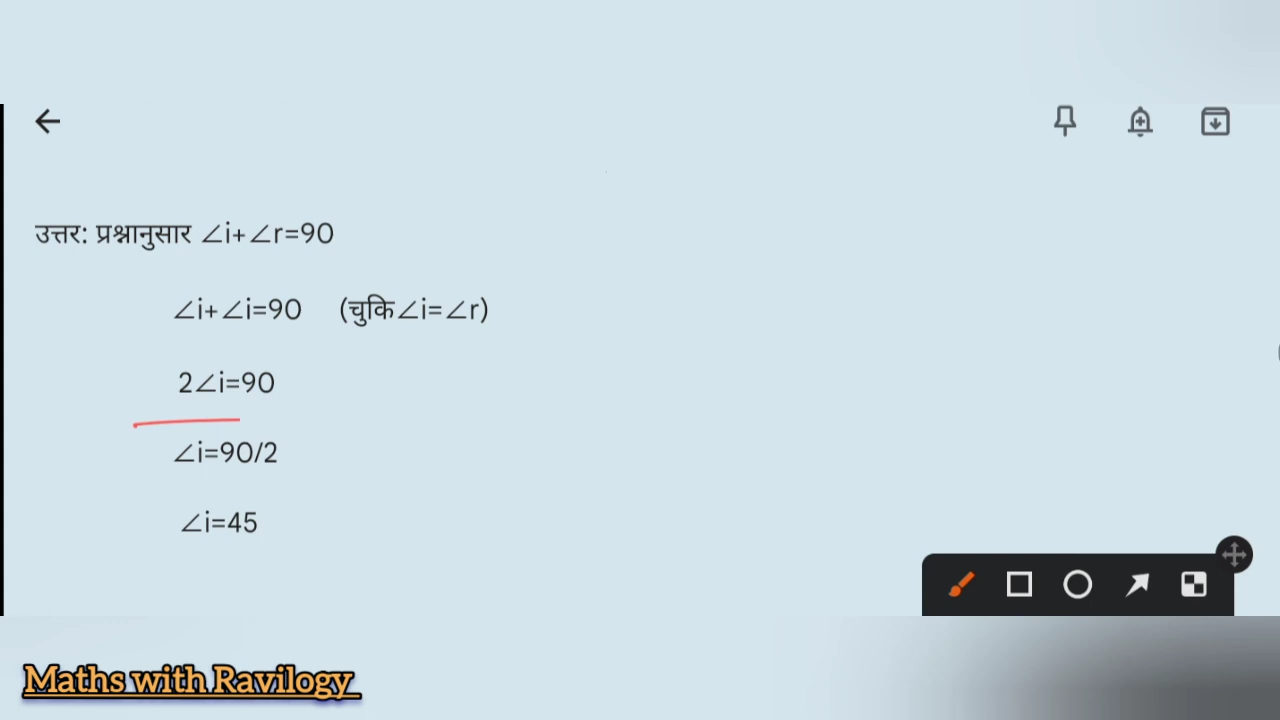 उत्तर: प्रश्नानुसार ∠i+∠r=90
∠i+∠i=90 (चुकि∠i=∠r)
2∠i=90
∠i=90/2
∠i=45
Maths with Ravilogy